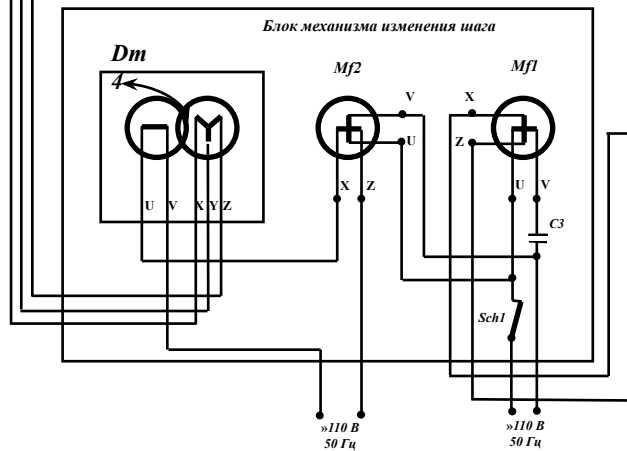 Блок механизма изменения шага
Dm
4
Mf2
Mf1
V
X
U
Z
X
Z
U
V
U
V
X
Y
Z
C3
Sch1
»110 В
50 Гц
»110 В
50 Гц